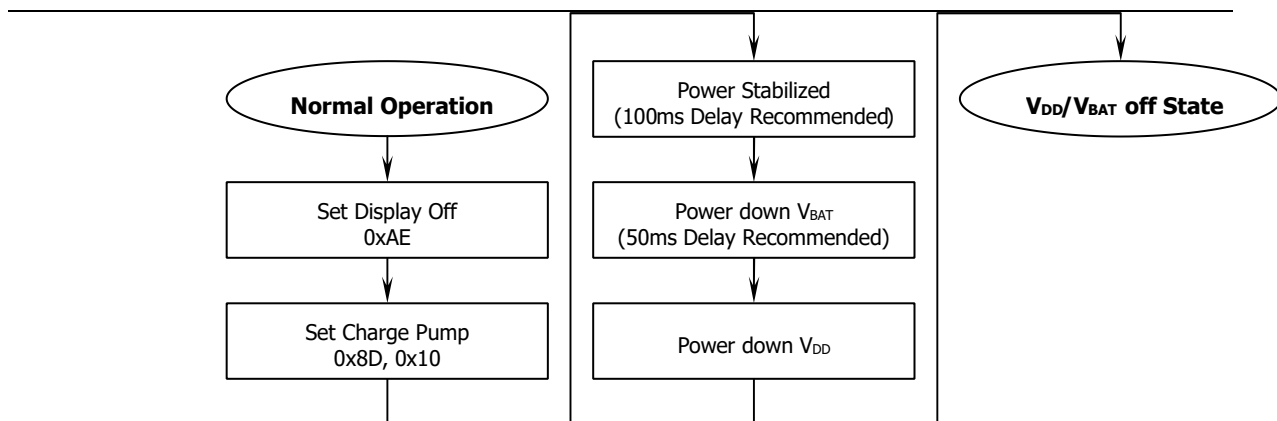 Normal Operation
Set Display Off
0xAE
Set Charge Pump
0x8D, 0x10
Power Stabilized
(100ms Delay Recommended)
Power down VBAT
(50ms Delay Recommended)
Power down VDD
VDD/VBAT off State